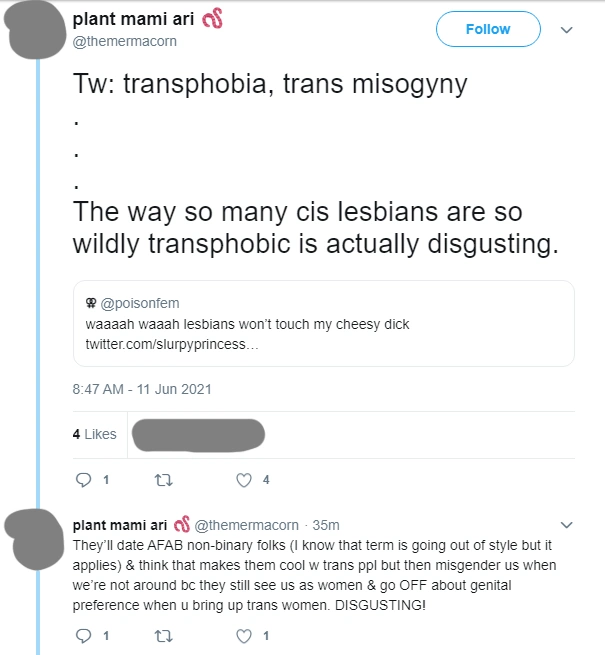 plant mami ari
@themermacorn
Follow
Tw: transphobia, trans misogyny
.
.
.
The way so many cis lesbians are so
wildly transphobic is actually disgusting.
@poisonfem
waaaah waaah lesbians won't touch my cheesy dick
twitter.com/slurpyprincess…
8:47 AM - 11 Jun 2021
4 Likes
1 4
plant mami ari @themermacorn · 35m
They'll date AFAB non-binary folks (I know that term is going out of style but it
applies) & think that makes them cool w trans ppl but then misgender us when
we're not around bc they still see us as women & go OFF about genital
preference when u bring up trans women. DISGUSTING!
1 1